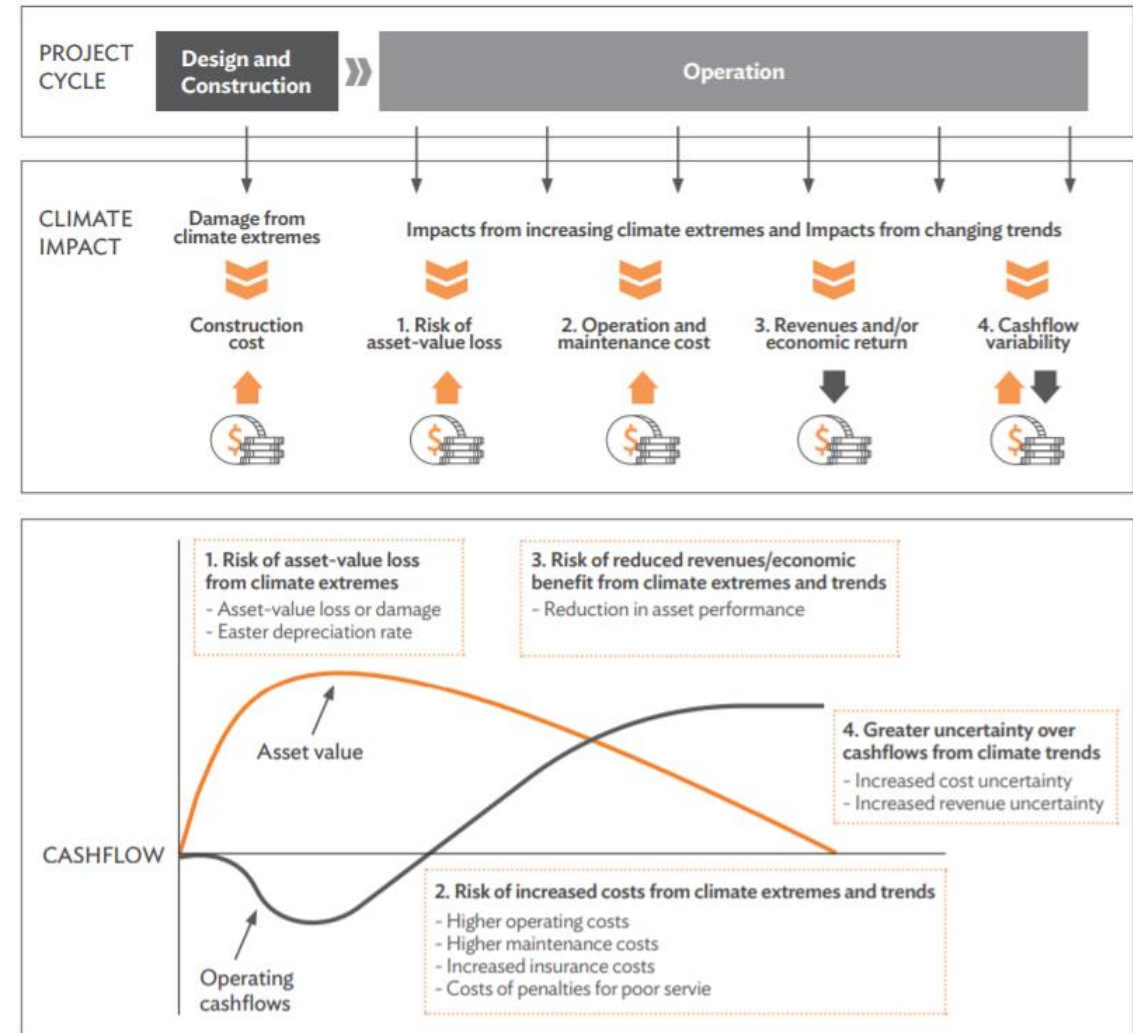 PROJECT
CYCLE
Design and
Construction
Operation
CLIMATE
IMPACT
Damage from
climate extremes
Impacts from increasing climate extremes and Impacts from changing trends
Construction
cost
1. Risk of
asset-value loss
2. Operation and
maintenance cost
3. Revenues and/or
economic return
4. Cashflow
variability
$
$
$
$
$
1. Risk of asset-value loss
from climate extremes
- Asset-value loss or damage
- Easter depreciation rate
3. Risk of reduced revenues/economic
benefit from climate extremes and trends
- Reduction in asset performance
Asset value
4. Greater uncertainty over
cashflows from climate trends
- Increased cost uncertainty
- Increased revenue uncertainty
CASHFLOW
2. Risk of increased costs from climate extremes and trends
- Higher operating costs
- Higher maintenance costs
- Increased insurance costs
- Costs of penalties for poor servie
Operating
cashflows